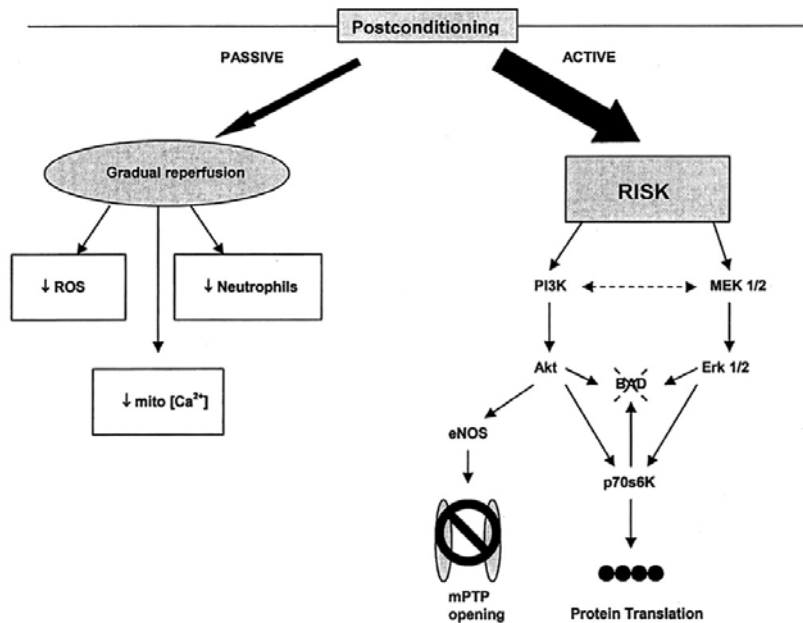 Postconditioning
PASSIVE
ACTIVE
Gradual reperfusion
RISK
↓ ROS
↓ Neutrophils
PI3K
MEK 1/2
↓ mito [Ca²⁺]
Akt
BAD
Erk 1/2
eNOS
p70s6K
mPTP
opening
Protein Translation